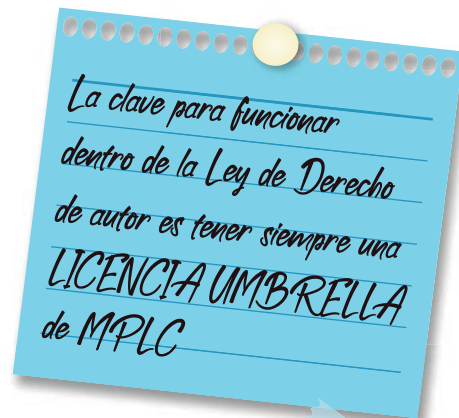 La clave para funcionar
dentro de la Ley de Derecho
de autor es tener siempre una
LICENCIA UMBRELLA
de MPLC